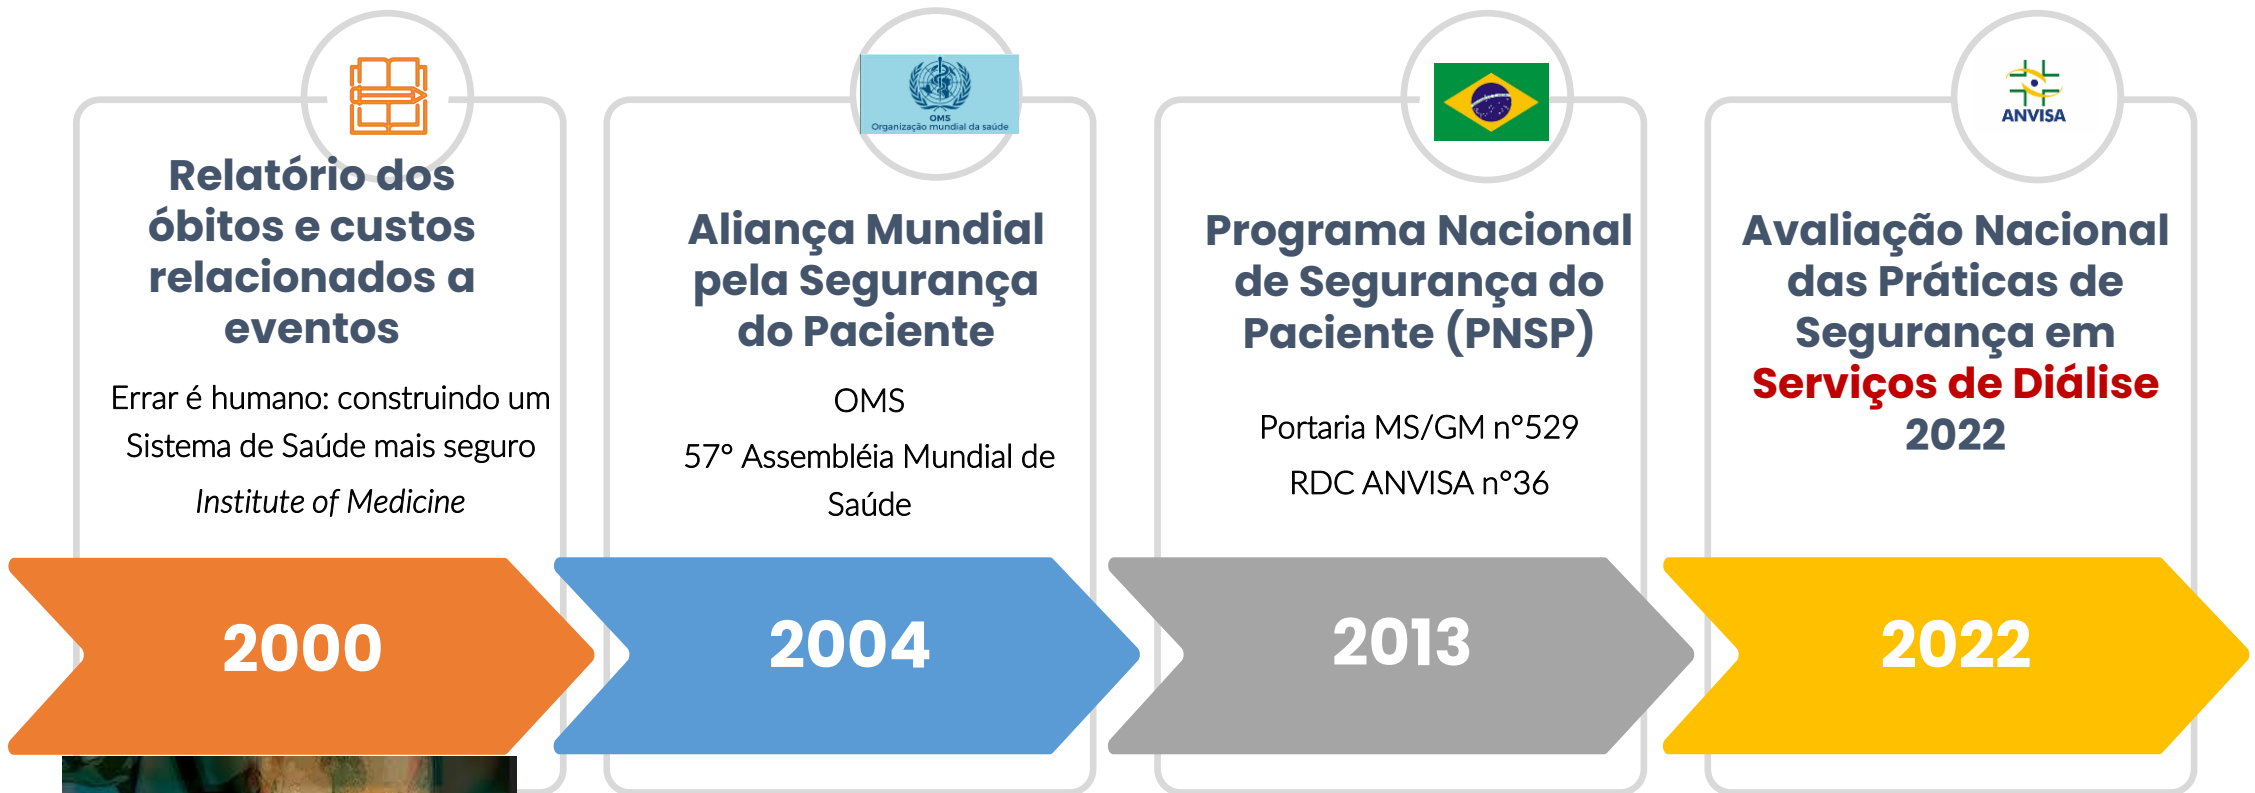 Relatório dos
óbitos e custos
relacionados a
eventos
Errar é humano: construindo um
Sistema de Saúde mais seguro
Institute of Medicine
2000
OMS
Organização mundial da saúde
Aliança Mundial
pela Segurança
do Paciente
OMS
57º Assembléia Mundial de
Saúde
2004
Programa Nacional
de Segurança do
Paciente (PNSP)
Portaria MS/GM nº529
RDC ANVISA nº36
2013
ANVISA
Avaliação Nacional
das Práticas de
Segurança em
Serviços de Diálise
2022
2022